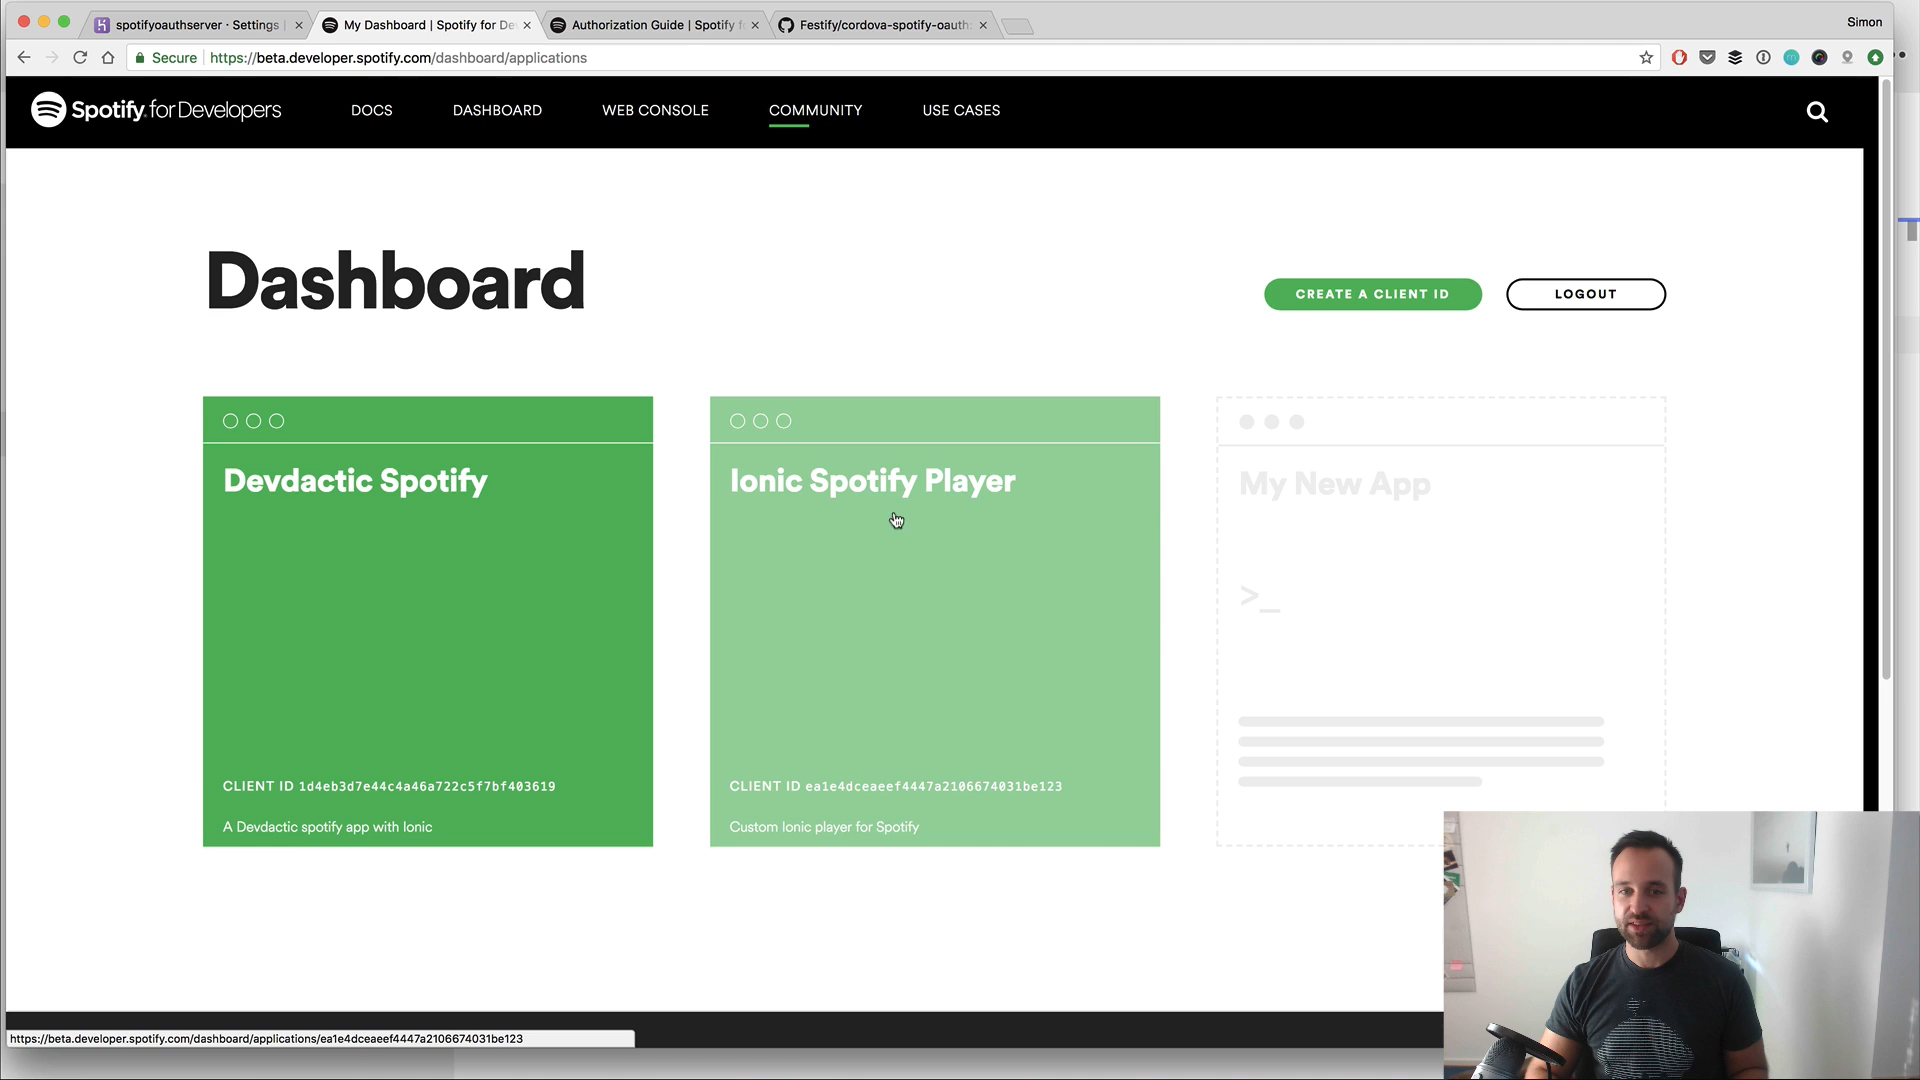 spotifyoauthserver · Settings |
My Dashboard | Spotify for De
Authorization Guide | Spotify f
Festify/cordova-spotify-oauth:
Simon
Secure
https://beta.developer.spotify.com/dashboard/applications
Spotify for Developers
DOCS
DASHBOARD
WEB CONSOLE
COMMUNITY
USE CASES
Dashboard
CREATE A CLIENT ID
LOGOUT
Devdactic Spotify
CLIENT ID 1d4eb3d7e44c4a46a722c5f7bf403619
A Devdactic spotify app with Ionic
Ionic Spotify Player
CLIENT ID ea1e4dceaeef4447a2106674031be123
Custom Ionic player for Spotify
My New App
>_
https://beta.developer.spotify.com/dashboard/applications/ea1e4dceaeef4447a2106674031be123